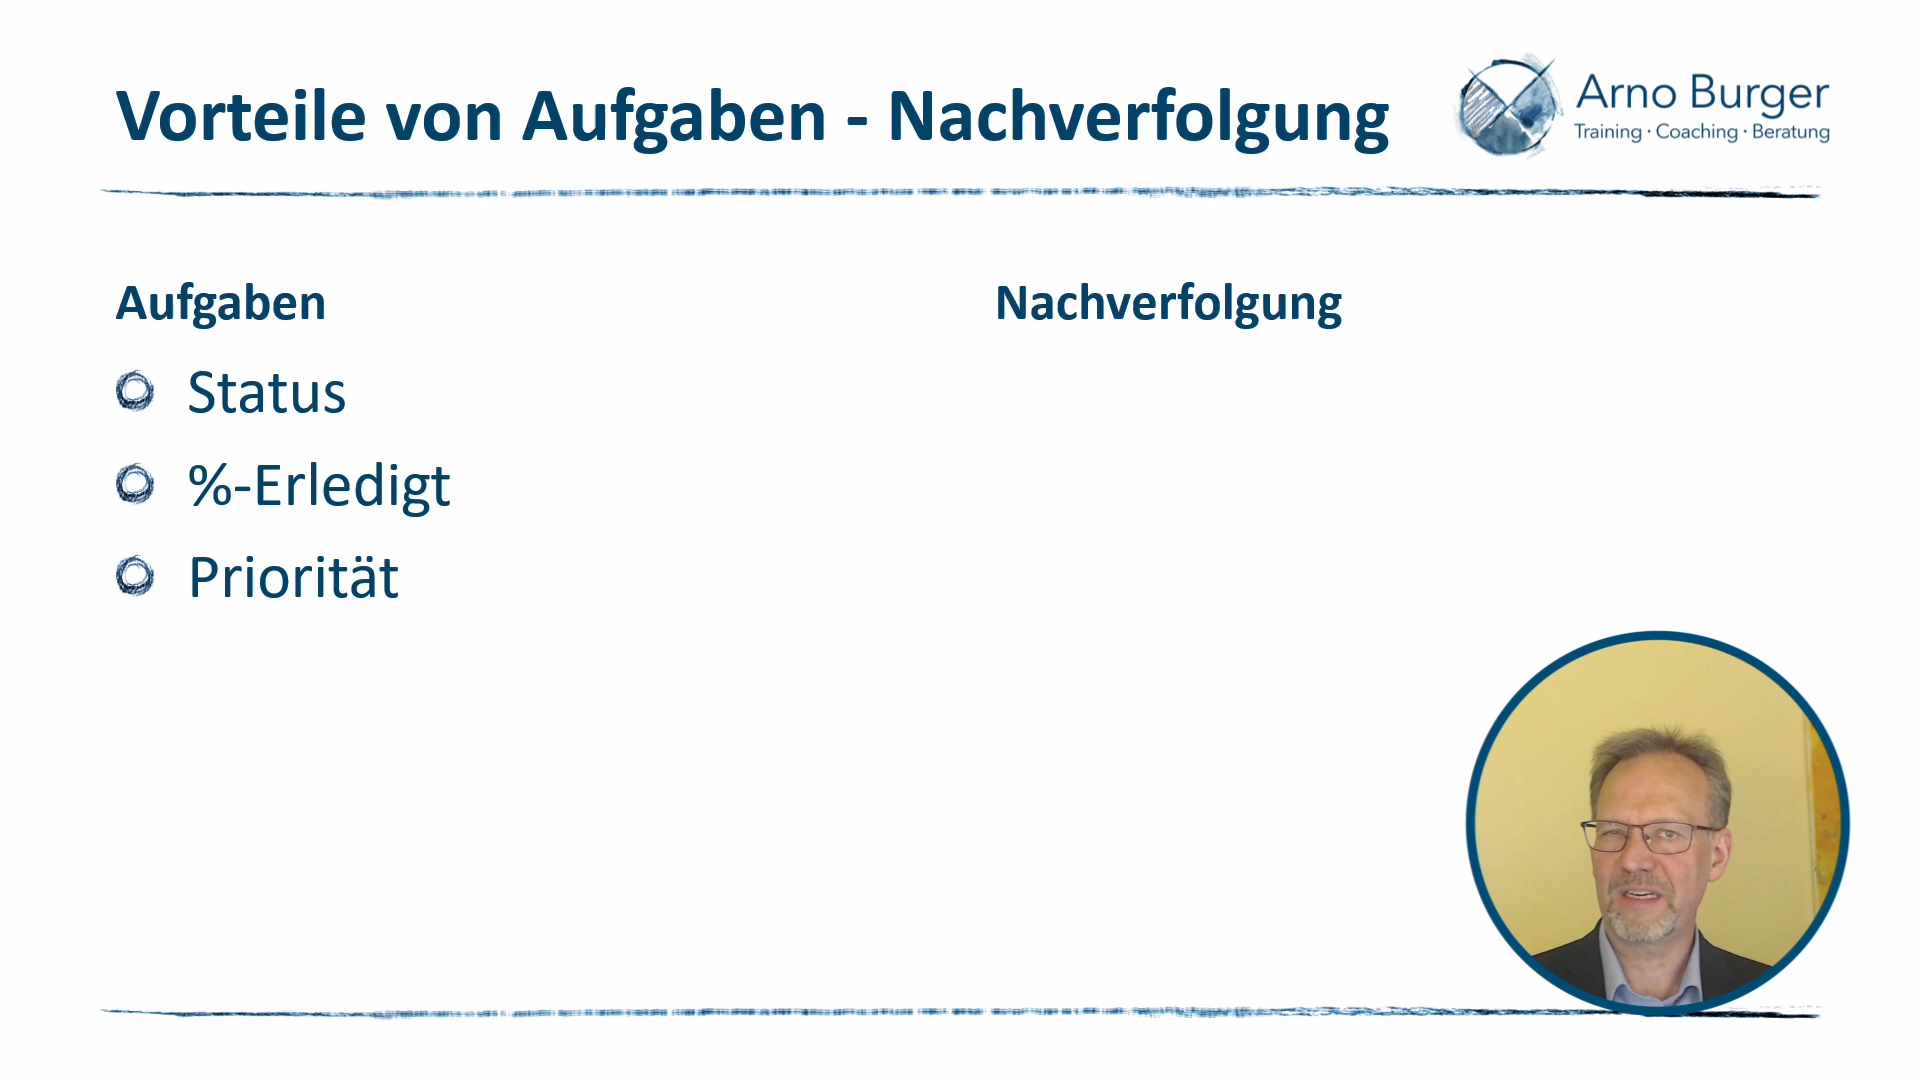 Vorteile von Aufgaben - Nachverfolgung
Arno Burger
Training · Coaching · Beratung
Aufgaben
Status
%-Erledigt
Priorität
Nachverfolgung